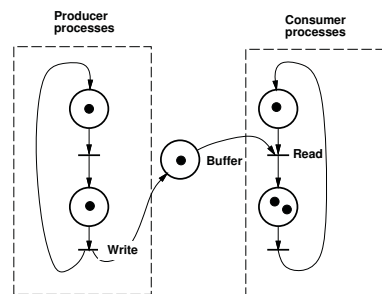 Producer
processes
Consumer
processes
Buffer
Read
Write